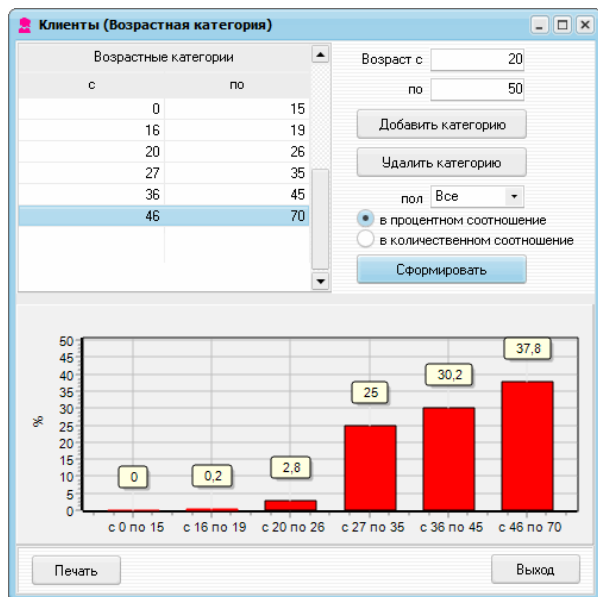 Клиенты (Возрастная категория)
Возрастные категории
с по
0 15
16 19
20 26
27 35
36 45
46 70
Возраст с 20
по 50
Добавить категорию
Удалить категорию
пол Все
в процентном соотношение
в количественном соотношение
Сформировать
50
45
40
35
30
25
20
15
10
5
0
%
0
0,2
2,8
25
30,2
37,8
с 0 по 15 с 16 по 19 с 20 по 26 с 27 по 35 с 36 по 45 с 46 по 70
Печать
Выход